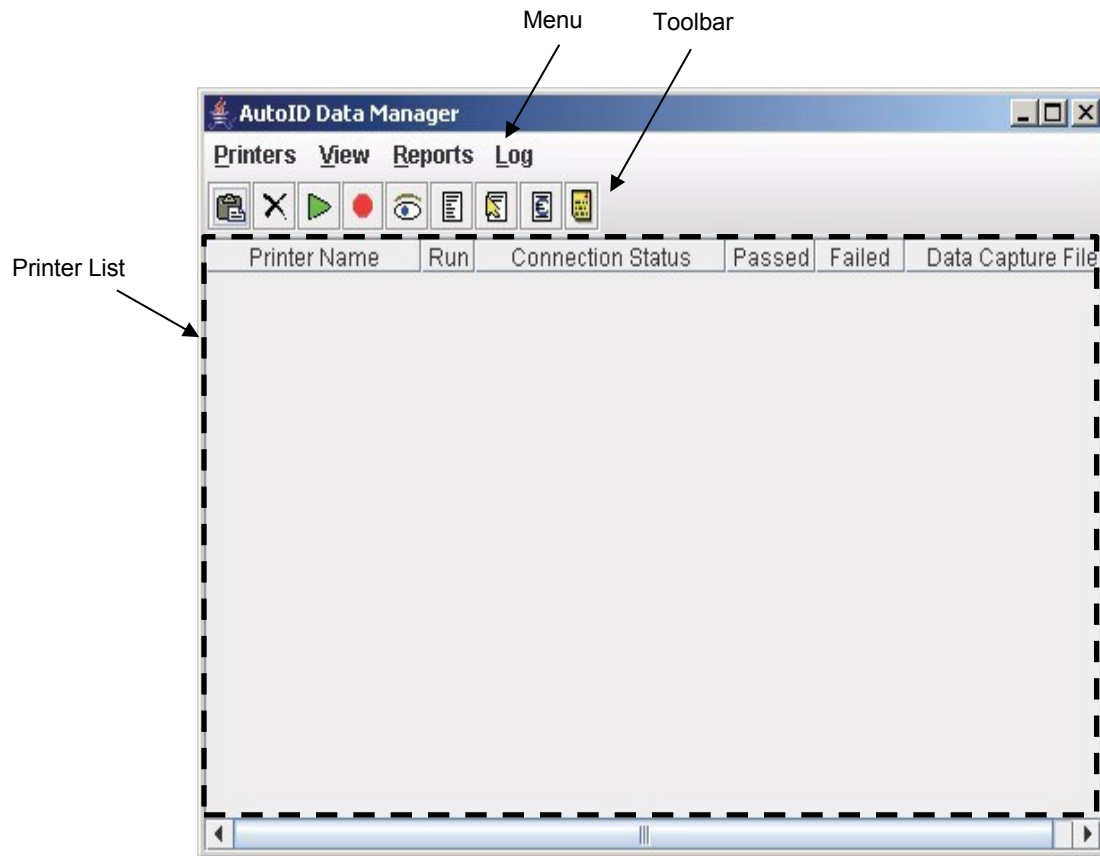 Menu
Toolbar
AutoID Data Manager
Printers View Reports Log
Printer List
Printer Name Run Connection Status Passed Failed Data Capture File